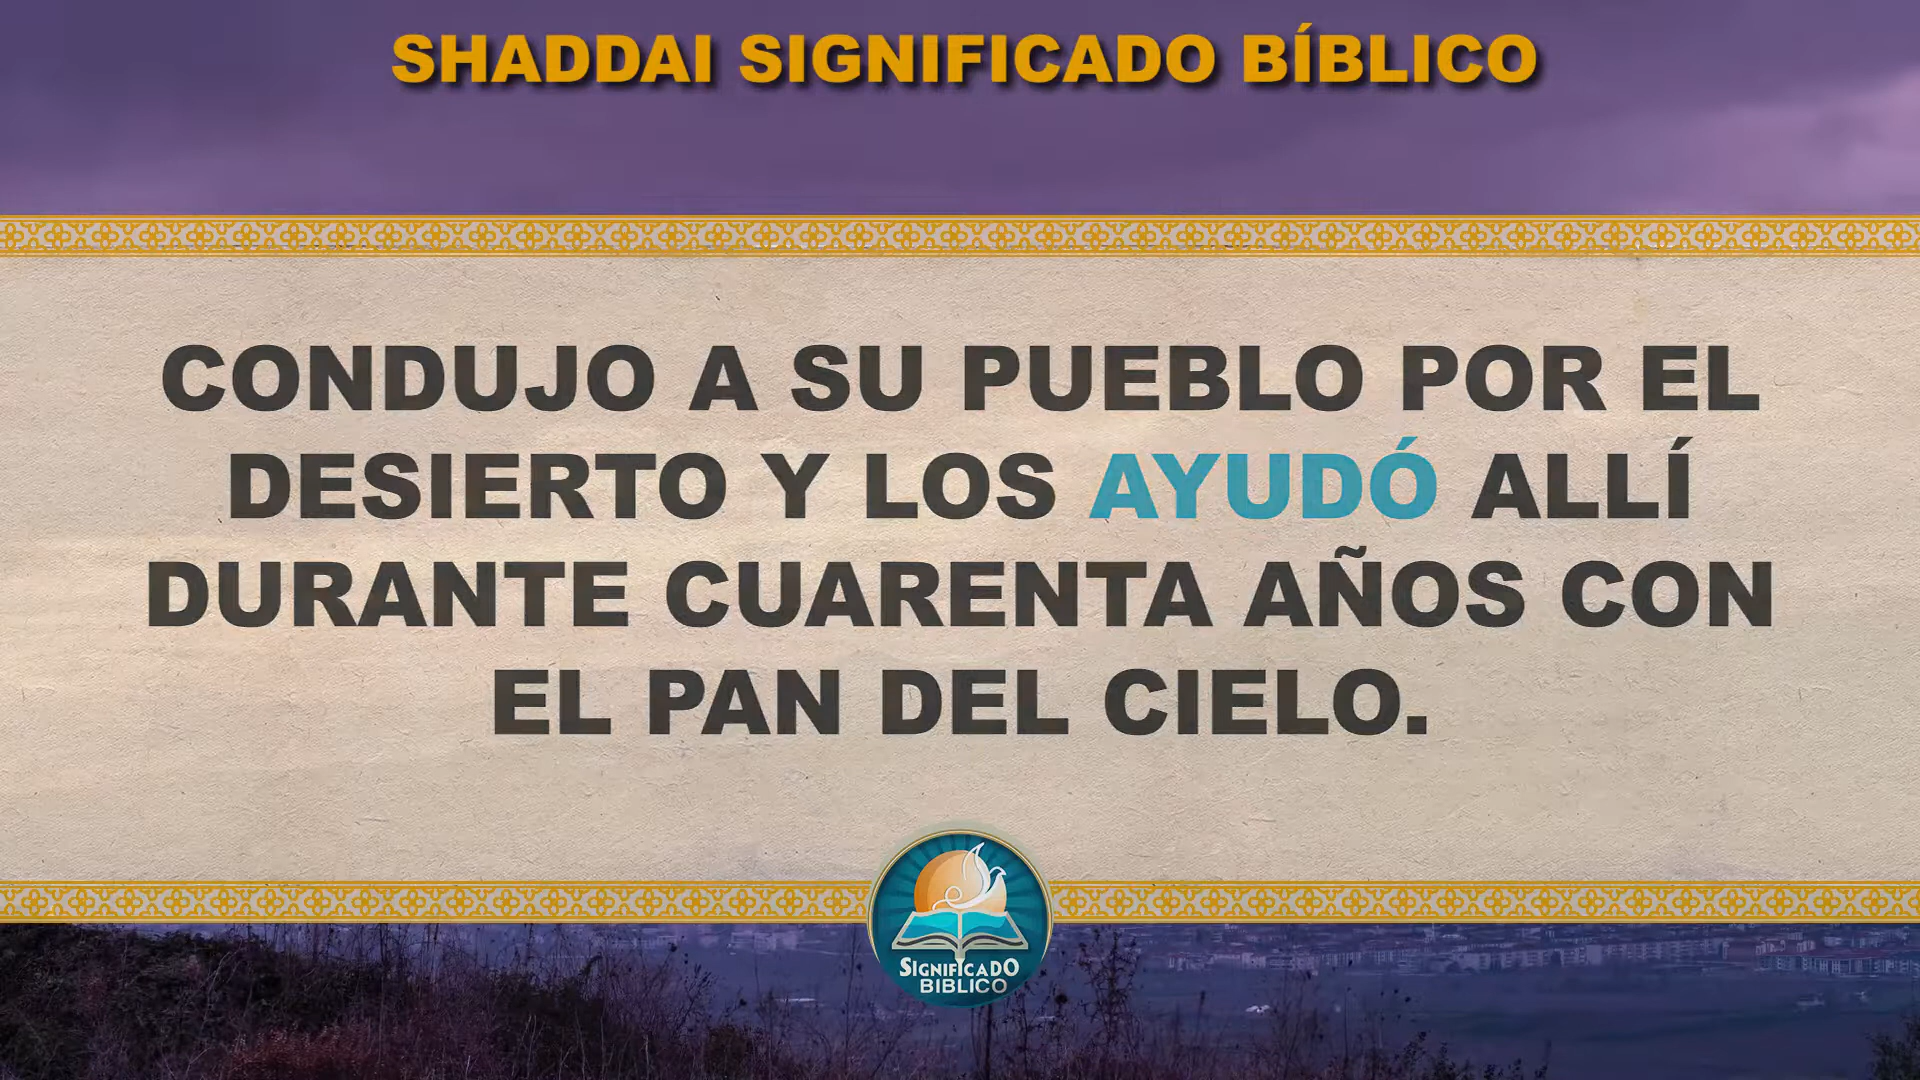 SHADDAI SIGNIFICADO BÍBLICO
CONDUJO A SU PUEBLO POR EL
DESIERTO Y LOS AYUDÓ ALLÍ
DURANTE CUARENTA AÑOS CON
EL PAN DEL CIELO.
SIGNIFICADO
BIBLICO